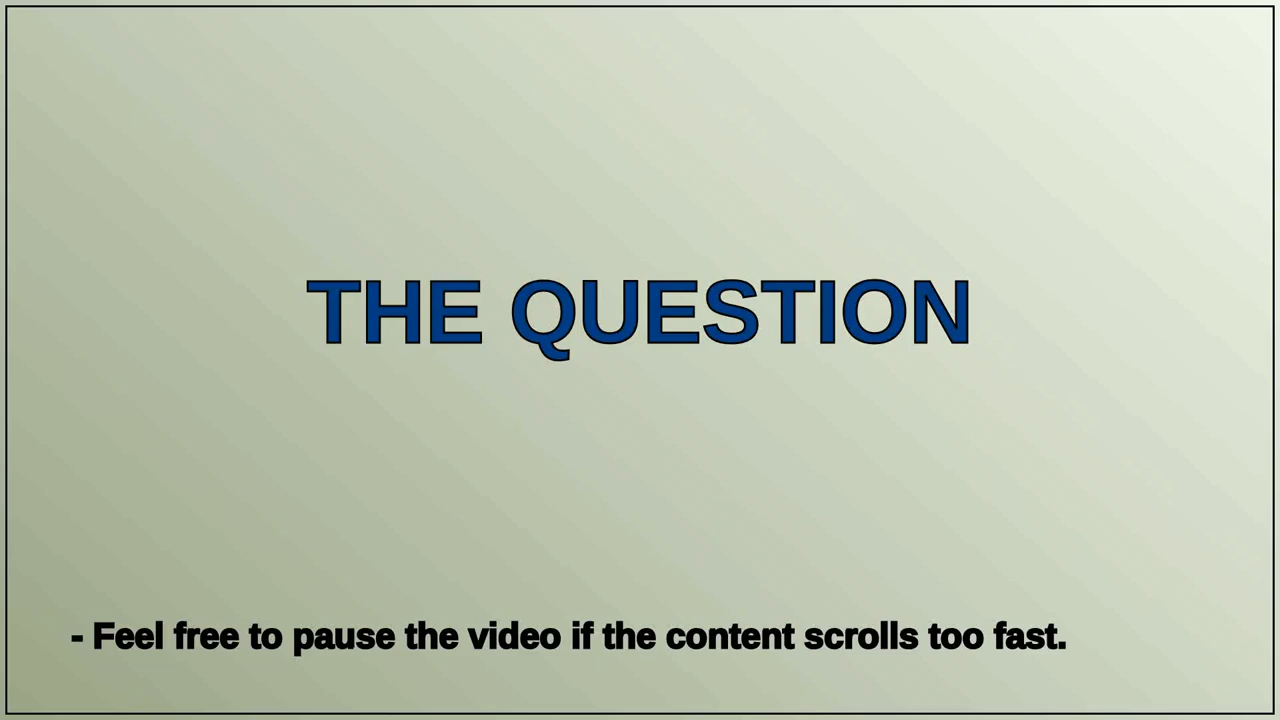 THE QUESTION
- Feel free to pause the video if the content scrolls too fast.